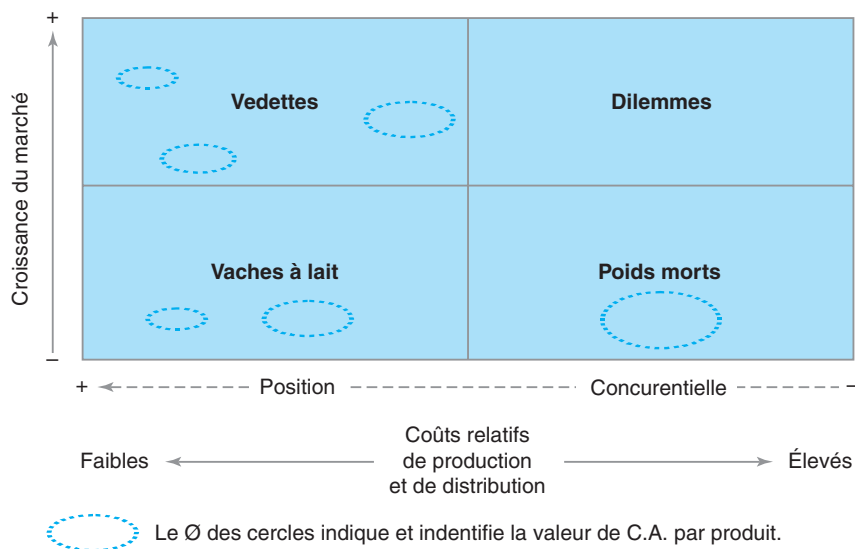 +
Croissance du marché
Vedettes
Dilemmes
Vaches à lait
Poids morts
–
+ Position Concurentielle –
Coûts relatifs
Faibles de production Élevés
et de distribution
Le Ø des cercles indique et indentifie la valeur de C.A. par produit.